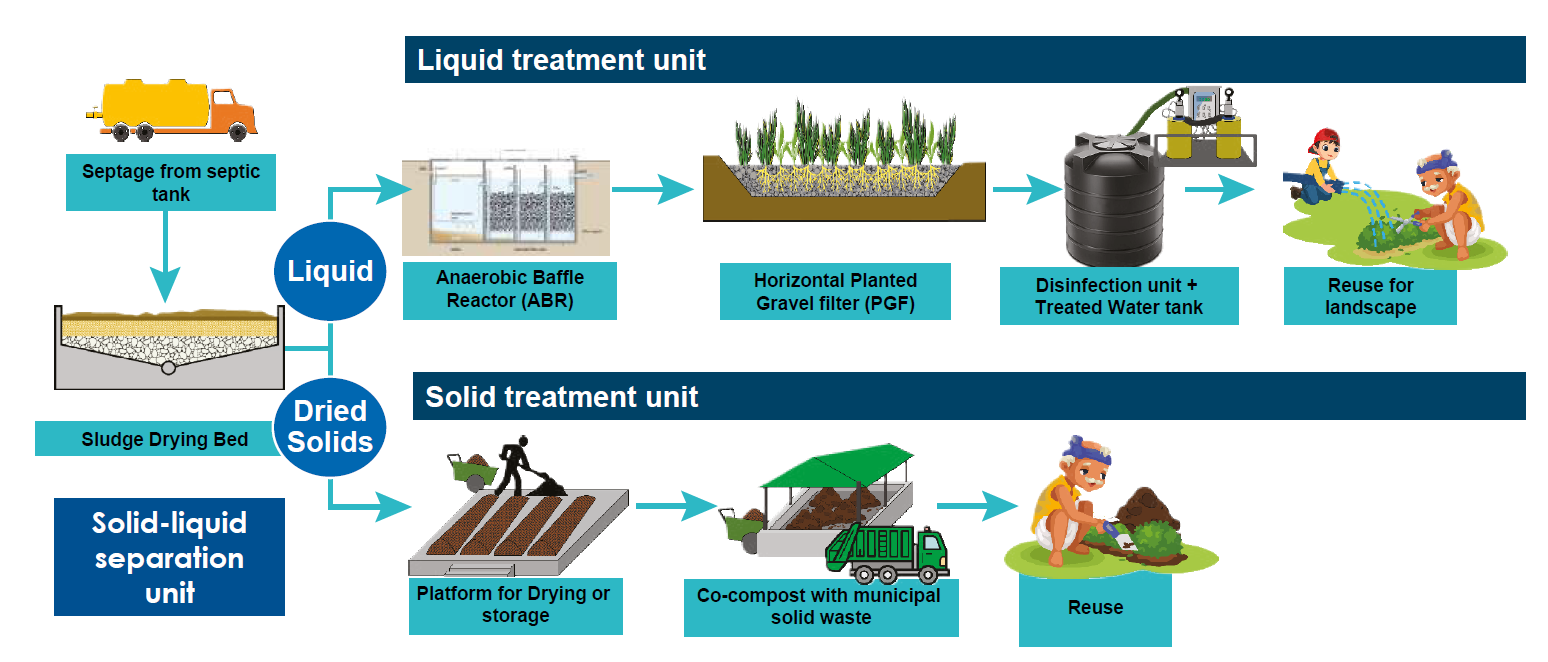 Liquid treatment unit
Septage from septic
tank
Liquid
Anaerobic Baffle
Reactor (ABR)
Horizontal Planted
Gravel filter (PGF)
Disinfection unit +
Treated Water tank
Reuse for
landscape
Sludge Drying Bed
Dried
Solids
Solid-liquid
separation
unit
Solid treatment unit
Platform for Drying or
storage
Co-compost with municipal
solid waste
Reuse